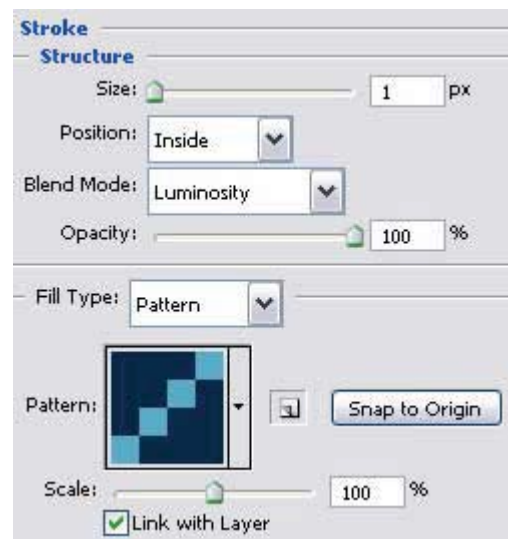 Stroke
Structure
Size: 1 px
Position: Inside
Blend Mode: Luminosity
Opacity: 100 %
Fill Type: Pattern
Pattern: Snap to Origin
Scale: 100 %
Link with Layer